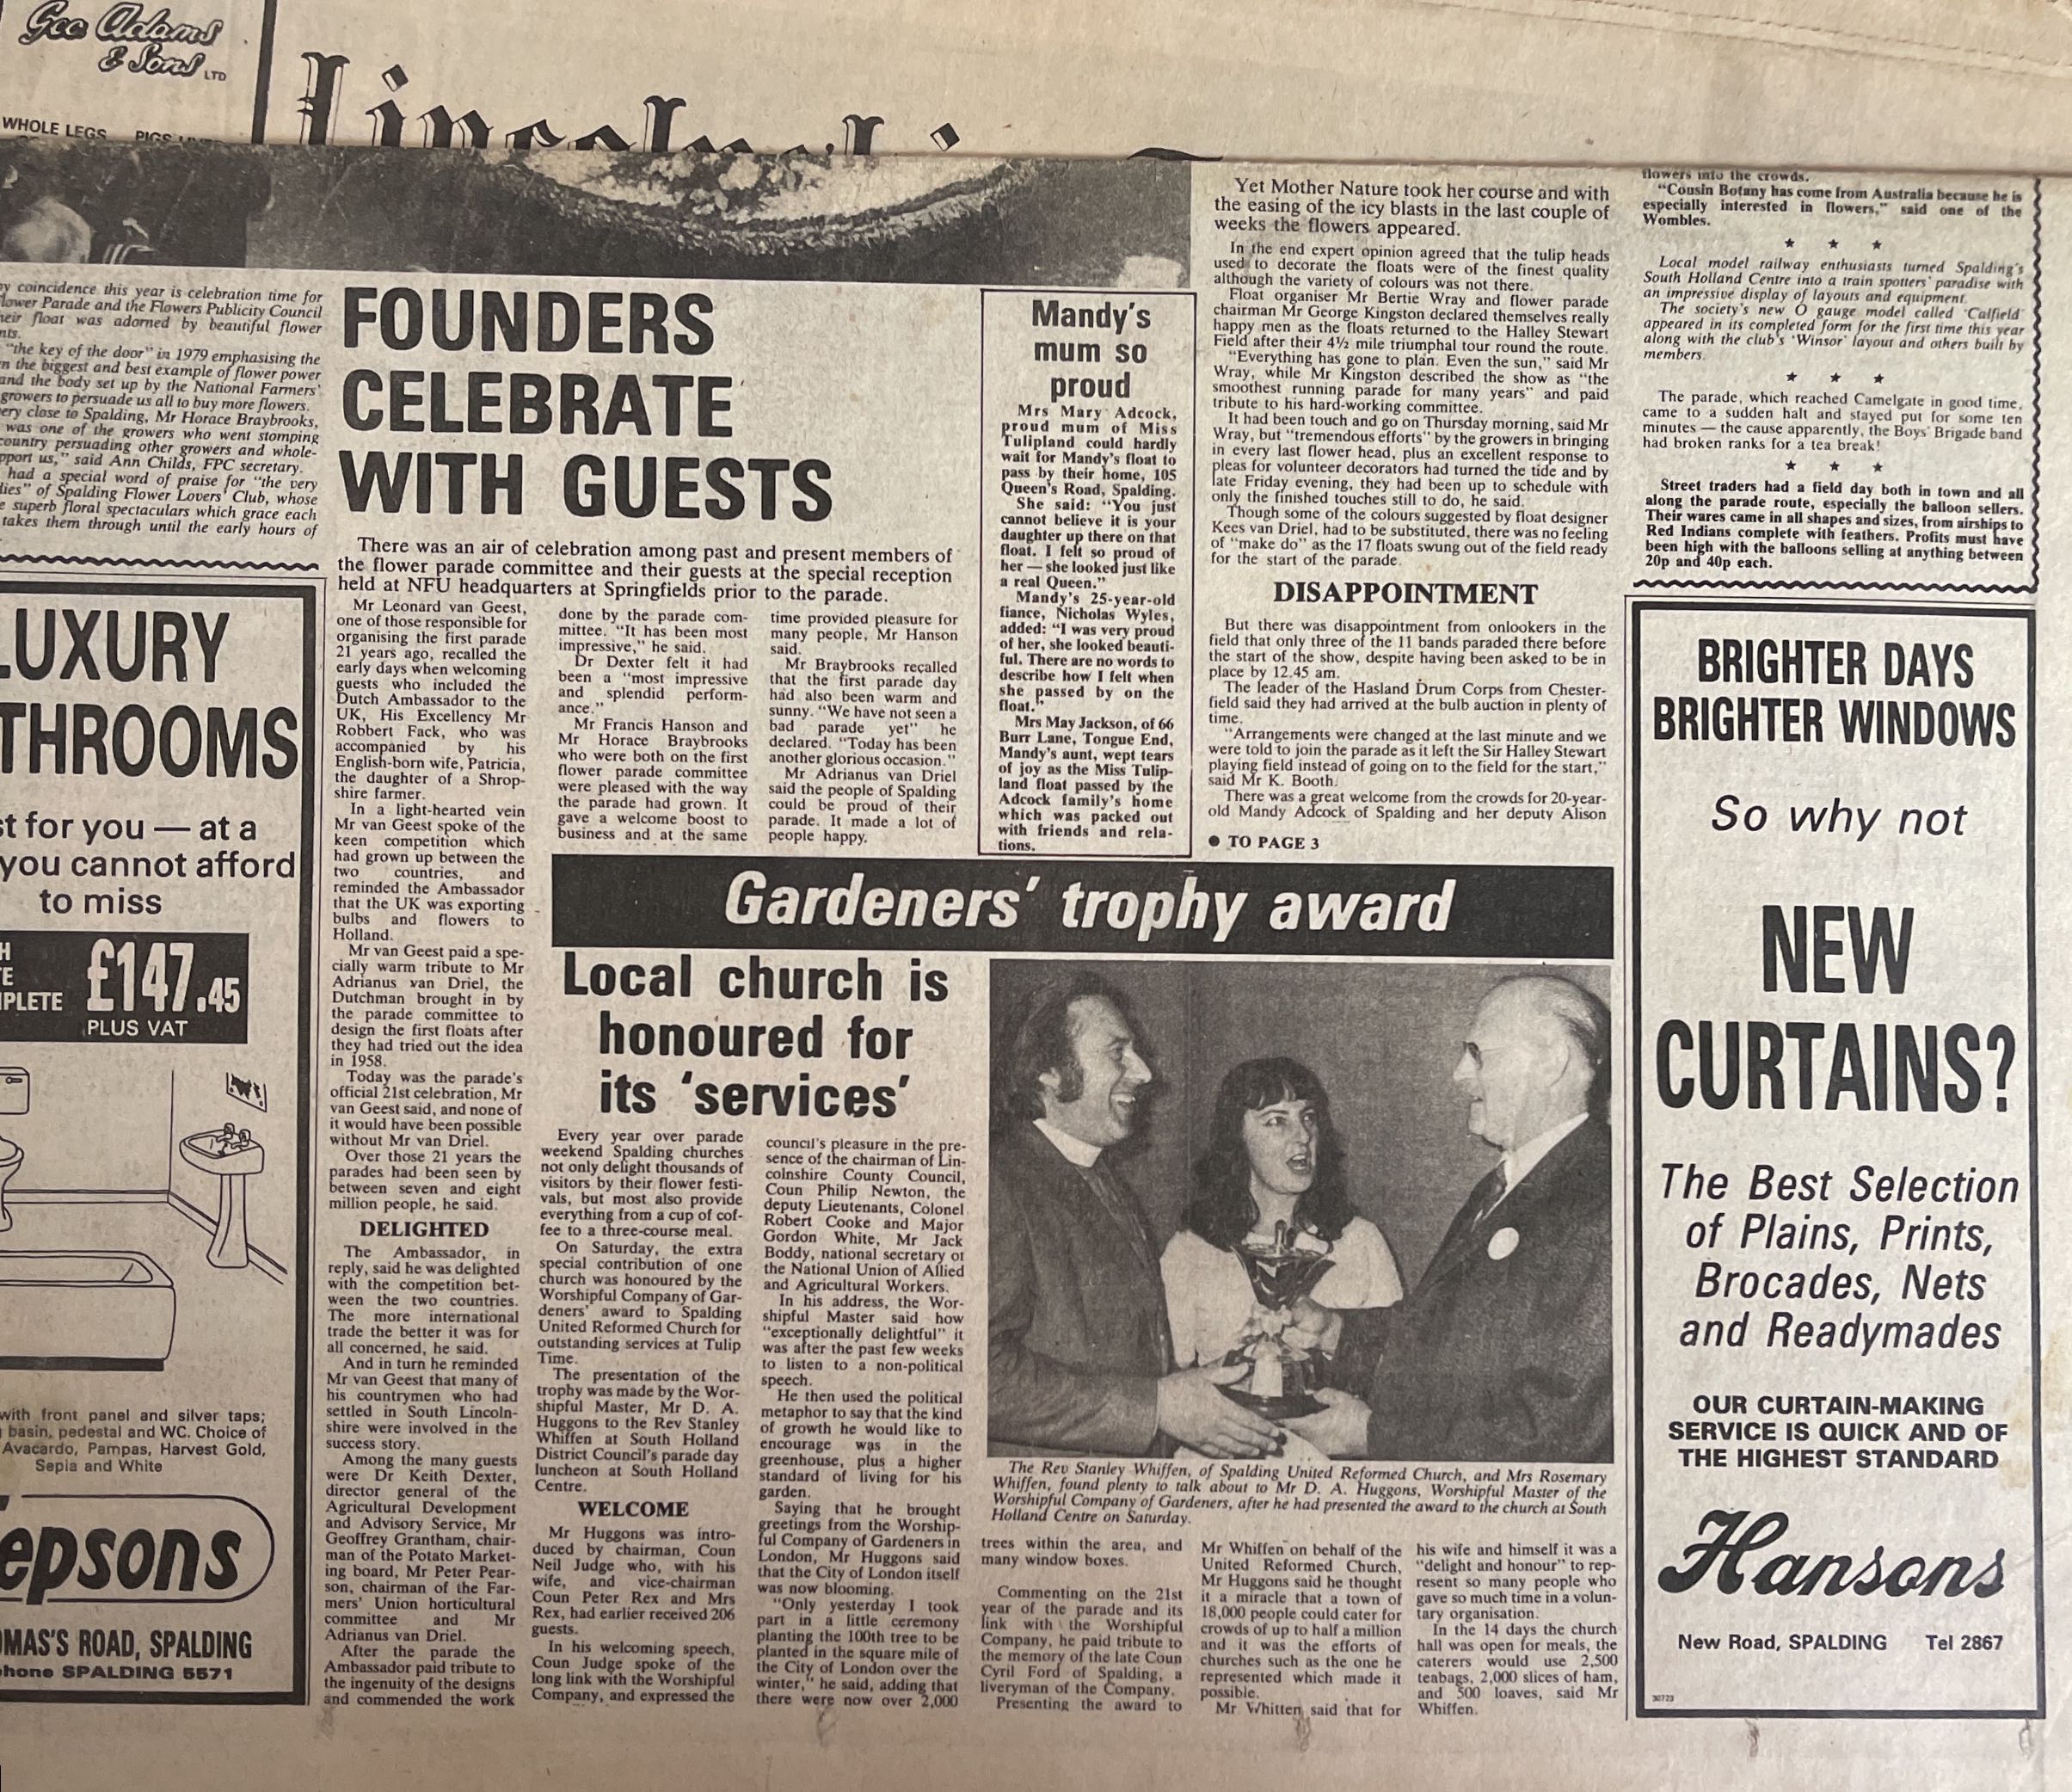 Geo Adams
& Sons LTD
WHOLE LEGS
Lincolnshi
y coincidence this year is celebration time for
lower Parade and the Flowers Publicity Council
eir float was adorned by beautiful flower
nts.
"the key of the door" in 1979 emphasising the
n the biggest and best example of flower power
and the body set up by the National Farmers'
growers to persuade us all to buy more flowers.
ery close to Spalding, Mr Horace Braybrooks,
was one of the growers who went stomping
country persuading other growers and whole-
pport us," said Ann Childs, FPC secretary.
had a special word of praise for "the very
dies" of Spalding Flower Lovers' Club, whose
e superb floral spectaculars which grace each
takes them through until the early hours of
LUXURY
THROOMS
st for you — at a
you cannot afford
to miss
H
TE
MPLETE
£147.45
PLUS VAT
with front panel and silver taps;
basin, pedestal and WC. Choice of
Avacardo, Pampas, Harvest Gold,
Sepia and White
epsons
OMAS'S ROAD, SPALDING
phone SPALDING 5571
FOUNDERS
CELEBRATE
WITH GUESTS
There was an air of celebration among past and present members of
the flower parade committee and their guests at the special reception
held at NFU headquarters at Springfields prior to the parade.
Mr Leonard van Geest,
one of those responsible for
organising the first parade
21 years ago, recalled the
early days when welcoming
guests who included the
Dutch Ambassador to the
UK, His Excellency Mr
Robbert Fack, who was
accompanied by his
English-born wife, Patricia,
the daughter of a Shrop-
shire farmer.
In a light-hearted vein
Mr van Geest spoke of the
keen competition which
had grown up between the
two countries, and
reminded the Ambassador
that the UK was exporting
bulbs and flowers to
Holland.
Mr van Geest paid a spe-
cially warm tribute to Mr
Adrianus van Driel, the
Dutchman brought in by
the parade committee to
design the first floats after
they had tried out the idea
in 1958.
Today was the parade's
official 21st celebration, Mr
van Geest said, and none of
it would have been possible
without Mr van Driel.
Over those 21 years the
parades had been seen by
between seven and eight
million people, he said.
DELIGHTED
The Ambassador, in
reply, said he was delighted
with the competition bet-
ween the two countries.
The more international
trade the better it was for
all concerned, he said.
And in turn he reminded
Mr van Geest that many of
his countrymen who had
settled in South Lincoln-
shire were involved in the
success story.
Among the many guests
were Dr Keith Dexter,
director general of the
Agricultural Development
and Advisory Service, Mr
Geoffrey Grantham, chair-
man of the Potato Market-
ing board, Mr Peter Pear-
son, chairman of the Far-
mers' Union horticultural
committee and Mr
Adrianus van Driel.
After the parade the
Ambassador paid tribute to
the ingenuity of the designs
and commended the work
done by the parade com-
mittee. "It has been most
impressive," he said.
Dr Dexter felt it had
been a "most impressive
and splendid perform-
ance."
Mr Francis Hanson and
Mr Horace Braybrooks
who were both on the first
flower parade committee
were pleased with the way
the parade had grown. It
gave a welcome boost to
business and at the same
time provided pleasure for
many people, Mr Hanson
said.
Mr Braybrooks recalled
that the first parade day
had also been warm and
sunny. "We have not seen a
bad parade yet" he
declared. "Today has been
another glorious occasion."
Mr Adrianus van Driel
said the people of Spalding
could be proud of their
parade. It made a lot of
people happy.
Mandy's
mum so
proud
Mrs Mary Adcock,
proud mum of Miss
Tulipland could hardly
wait for Mandy's float to
pass by their home, 105
Queen's Road, Spalding.
She said: "You just
cannot believe it is your
daughter up there on that
float. I felt so proud of
her — she looked just like
a real Queen."
Mandy's 25-year-old
fiance, Nicholas Wyles,
added: "I was very proud
of her, she looked beauti-
ful. There are no words to
describe how I felt when
she passed by on the
float."
Mrs May Jackson, of 66
Burr Lane, Tongue End,
Mandy's aunt, wept tears
of joy as the Miss Tulip-
land float passed by the
Adcock family's home
which was packed out
with friends and rela-
tions.
Yet Mother Nature took her course and with
the easing of the icy blasts in the last couple of
weeks the flowers appeared.
In the end expert opinion agreed that the tulip heads
used to decorate the floats were of the finest quality
although the variety of colours was not there.
Float organiser Mr Bertie Wray and flower parade
chairman Mr George Kingston declared themselves really
happy men as the floats returned to the Halley Stewart
Field after their 4½ mile triumphal tour round the route.
"Everything has gone to plan. Even the sun," said Mr
Wray, while Mr Kingston described the show as "the
smoothest running parade for many years" and paid
tribute to his hard-working committee.
It had been touch and go on Thursday morning, said Mr
Wray, but "tremendous efforts" by the growers in bringing
in every last flower head, plus an excellent response to
pleas for volunteer decorators had turned the tide and by
late Friday evening, they had been up to schedule with
only the finished touches still to do, he said.
Though some of the colours suggested by float designer
Kees van Driel, had to be substituted, there was no feeling
of "make do" as the 17 floats swung out of the field ready
for the start of the parade.
DISAPPOINTMENT
But there was disappointment from onlookers in the
field that only three of the 11 bands paraded there before
the start of the show, despite having been asked to be in
place by 12.45 am.
The leader of the Hasland Drum Corps from Chester-
field said they had arrived at the bulb auction in plenty of
time.
"Arrangements were changed at the last minute and we
were told to join the parade as it left the Sir Halley Stewart
playing field instead of going on to the field for the start,"
said Mr K. Booth.
There was a great welcome from the crowds for 20-year-
old Mandy Adcock of Spalding and her deputy Alison
● TO PAGE 3
flowers into the crowds.
"Cousin Botany has come from Australia because he is
especially interested in flowers," said one of the
Wombles.
★ ★ ★
Local model railway enthusiasts turned Spalding's
South Holland Centre into a train spotters' paradise with
an impressive display of layouts and equipment.
The society's new O gauge model called 'Calfield'
appeared in its completed form for the first time this year
along with the club's 'Winsor' layout and others built by
members.
★ ★ ★
The parade, which reached Camelgate in good time,
came to a sudden halt and stayed put for some ten
minutes — the cause apparently, the Boys' Brigade band
had broken ranks for a tea break!
★ ★ ★
Street traders had a field day both in town and all
along the parade route, especially the balloon sellers.
Their wares came in all shapes and sizes, from airships to
Red Indians complete with feathers. Profits must have
been high with the balloons selling at anything between
20p and 40p each.
Gardeners' trophy award
Local church is
honoured for
its 'services'
Every year over parade
weekend Spalding churches
not only delight thousands of
visitors by their flower festi-
vals, but most also provide
everything from a cup of cof-
fee to a three-course meal.
On Saturday, the extra
special contribution of one
church was honoured by the
Worshipful Company of Gar-
deners' award to Spalding
United Reformed Church for
outstanding services at Tulip
Time.
The presentation of the
trophy was made by the Wor-
shipful Master, Mr D. A.
Huggons to the Rev Stanley
Whiffen at South Holland
District Council's parade day
luncheon at South Holland
Centre.
WELCOME
Mr Huggons was intro-
duced by chairman, Coun
Neil Judge who, with his
wife, and vice-chairman
Coun Peter Rex and Mrs
Rex, had earlier received 206
guests.
In his welcoming speech,
Coun Judge spoke of the
long link with the Worshipful
Company, and expressed the
council's pleasure in the pre-
sence of the chairman of Lin-
colnshire County Council,
Coun Philip Newton, the
deputy Lieutenants, Colonel
Robert Cooke and Major
Gordon White, Mr Jack
Boddy, national secretary of
the National Union of Allied
and Agricultural Workers.
In his address, the Wor-
shipful Master said how
"exceptionally delightful" it
was after the past few weeks
to listen to a non-political
speech.
He then used the political
metaphor to say that the kind
of growth he would like to
encourage was in the
greenhouse, plus a higher
standard of living for his
garden.
Saying that he brought
greetings from the Worship-
ful Company of Gardeners in
London, Mr Huggons said
that the City of London itself
was now blooming.
"Only yesterday I took
part in a little ceremony
planting the 100th tree to be
planted in the square mile of
the City of London over the
winter," he said, adding that
there were now over 2,000
The Rev Stanley Whiffen, of Spalding United Reformed Church, and Mrs Rosemary
Whiffen, found plenty to talk about to Mr D. A. Huggons, Worshipful Master of the
Worshipful Company of Gardeners, after he had presented the award to the church at South
Holland Centre on Saturday.
trees within the area, and
many window boxes.
Commenting on the 21st
year of the parade and its
link with the Worshipful
Company, he paid tribute to
the memory of the late Coun
Cyril Ford of Spalding, a
liveryman of the Company.
Presenting the award to
Mr Whiffen on behalf of the
United Reformed Church,
Mr Huggons said he thought
it a miracle that a town of
18,000 people could cater for
crowds of up to half a million
and it was the efforts of
churches such as the one he
represented which made it
possible.
Mr Whitten said that for
his wife and himself it was a
"delight and honour" to rep-
resent so many people who
gave so much time in a volun-
tary organisation.
In the 14 days the church
hall was open for meals, the
caterers would use 2,500
teabags, 2,000 slices of ham,
and 500 loaves, said Mr
Whiffen.
BRIGHTER DAYS
BRIGHTER WINDOWS
So why not
NEW
CURTAINS?
The Best Selection
of Plains, Prints,
Brocades, Nets
and Readymades
OUR CURTAIN-MAKING
SERVICE IS QUICK AND OF
THE HIGHEST STANDARD
Hansons
New Road, SPALDING Tel 2867
30723